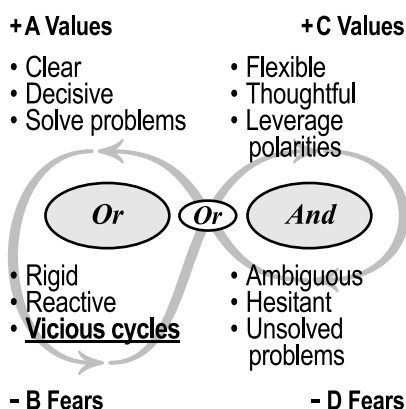 +A Values
• Clear
• Decisive
• Solve problems
+C Values
• Flexible
• Thoughtful
• Leverage
polarities
Or
Or
And
• Rigid
• Reactive
• Vicious cycles
– B Fears
• Ambiguous
• Hesitant
• Unsolved
problems
– D Fears